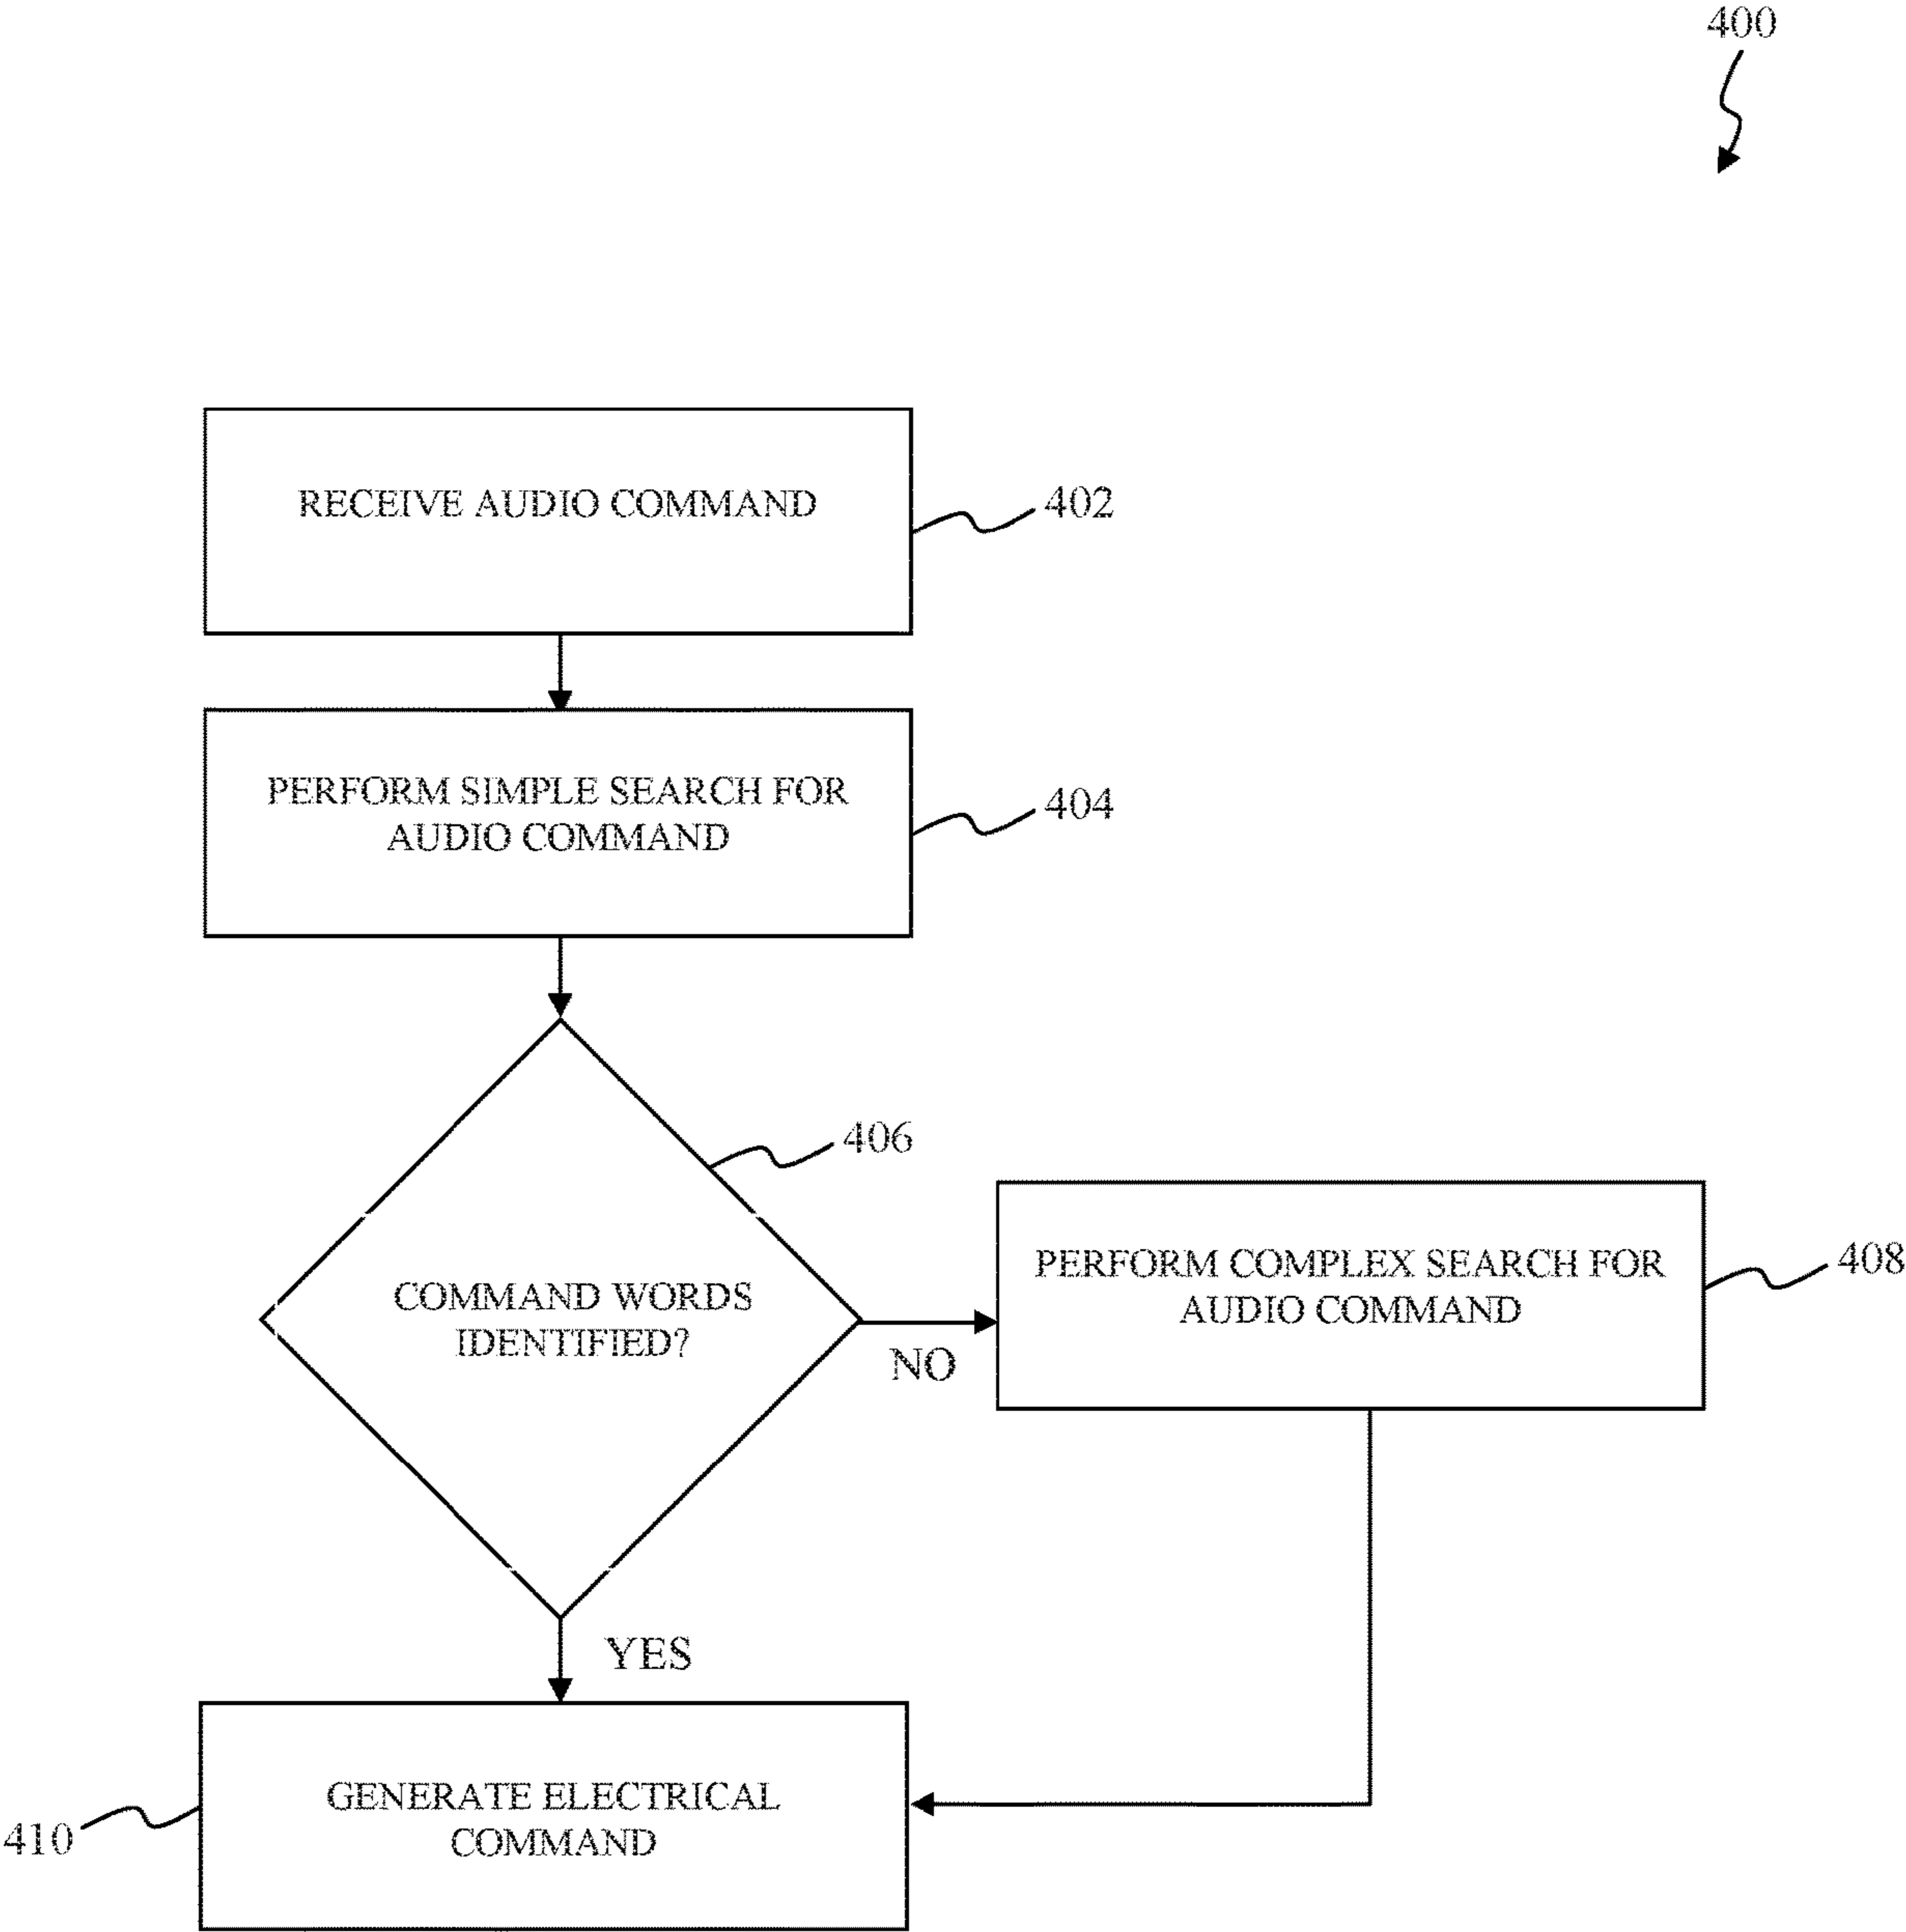 400
RECEIVE AUDIO COMMAND
402
PERFORM SIMPLE SEARCH FOR
AUDIO COMMAND
404
406
COMMAND WORDS
IDENTIFIED?
NO
PERFORM COMPLEX SEARCH FOR
AUDIO COMMAND
408
YES
GENERATE ELECTRICAL
COMMAND
410